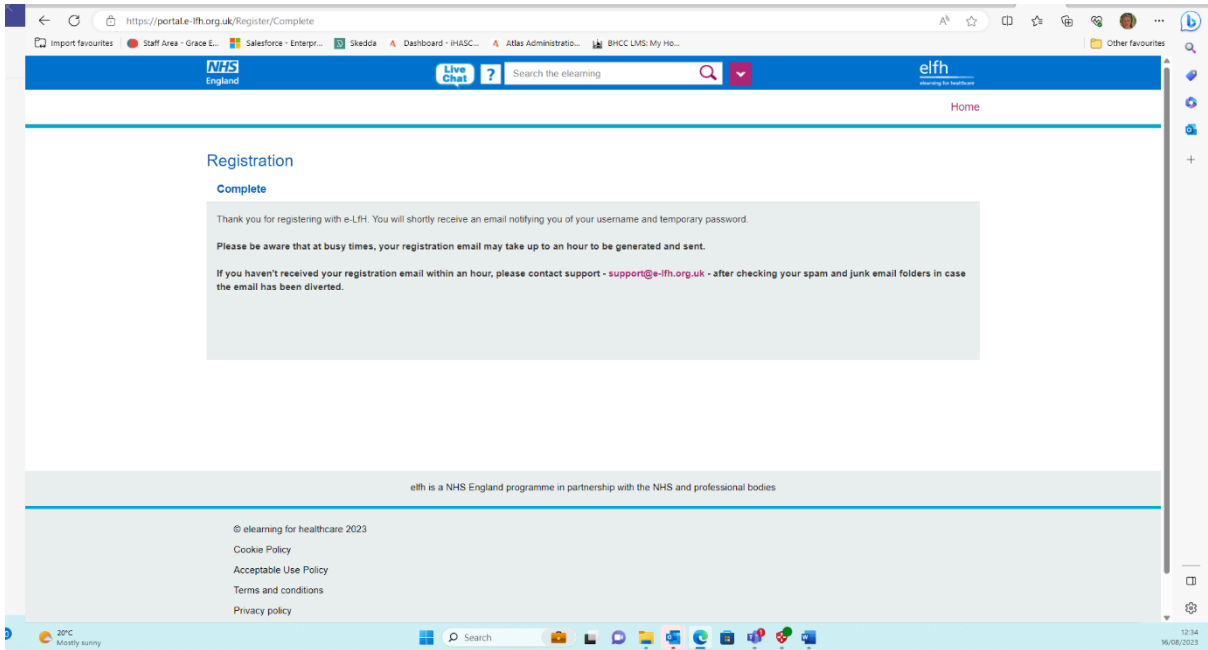 https://portal.e-lfh.org.uk/Register/Complete
Import favourites Staff Area - Grace E... Salesforce - Enterpr... Skedda Dashboard - iHASC... Atlas Administratio... BHCC LMS: My Ho... Other favourites
NHS
England
Live
Chat
?
Search the elearning
elfh
elearning for healthcare
Home
Registration
Complete
Thank you for registering with e-LfH. You will shortly receive an email notifying you of your username and temporary password.
Please be aware that at busy times, your registration email may take up to an hour to be generated and sent.
If you haven't received your registration email within an hour, please contact support - support@e-lfh.org.uk - after checking your spam and junk email folders in case
the email has been diverted.
elfh is a NHS England programme in partnership with the NHS and professional bodies
© elearning for healthcare 2023
Cookie Policy
Acceptable Use Policy
Terms and conditions
Privacy policy
20°C
Mostly sunny
Search
12:34
16/08/2023